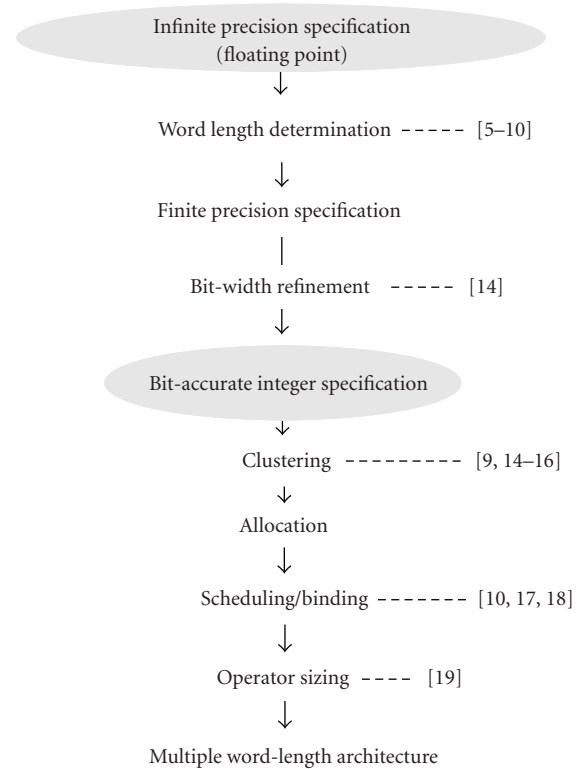 Infinite precision specification
(floating point)
Word length determination [5–10]
Finite precision specification
Bit-width refinement [14]
Bit-accurate integer specification
Clustering [9, 14–16]
Allocation
Scheduling/binding [10, 17, 18]
Operator sizing [19]
Multiple word-length architecture